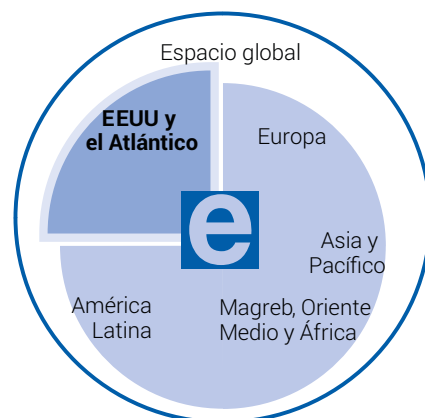 Espacio global
EEUU y
el Atlántico
Europa
Asia y
Pacífico
e
América
Latina
Magreb, Oriente
Medio y África